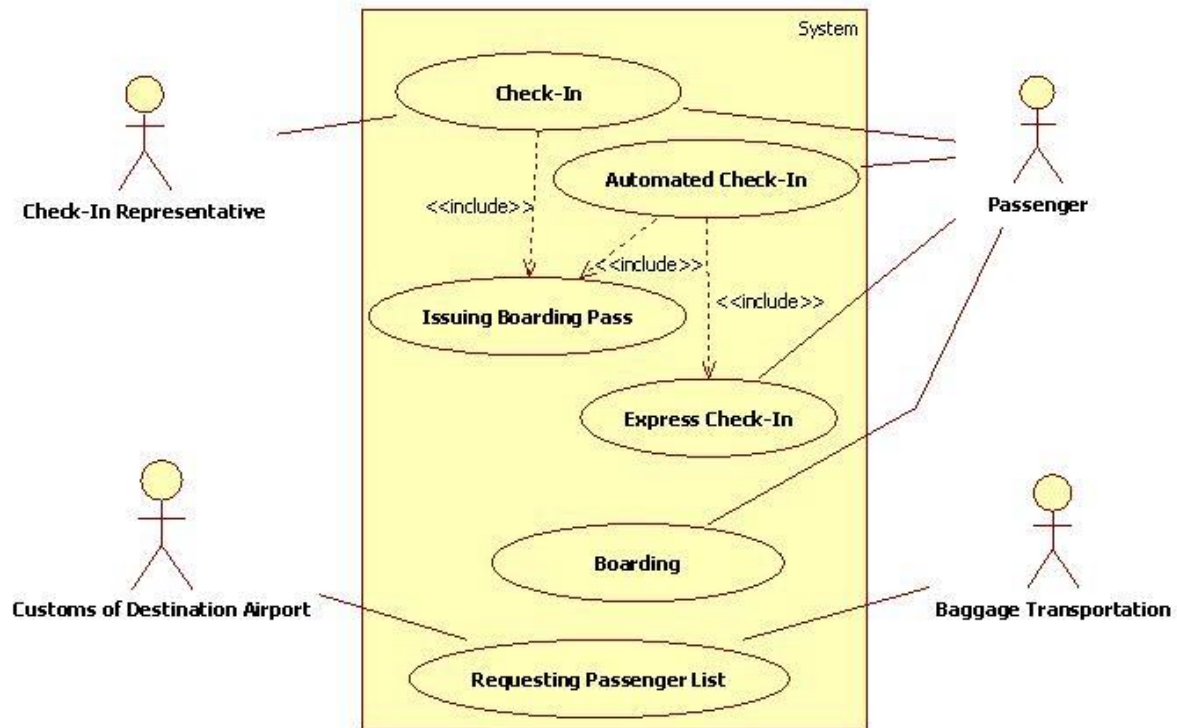 System
Check-In
Automated Check-In
Check-In Representative
Passenger
<<include>>
<<include>>
<<include>>
Issuing Boarding Pass
Express Check-In
Boarding
Customs of Destination Airport
Baggage Transportation
Requesting Passenger List